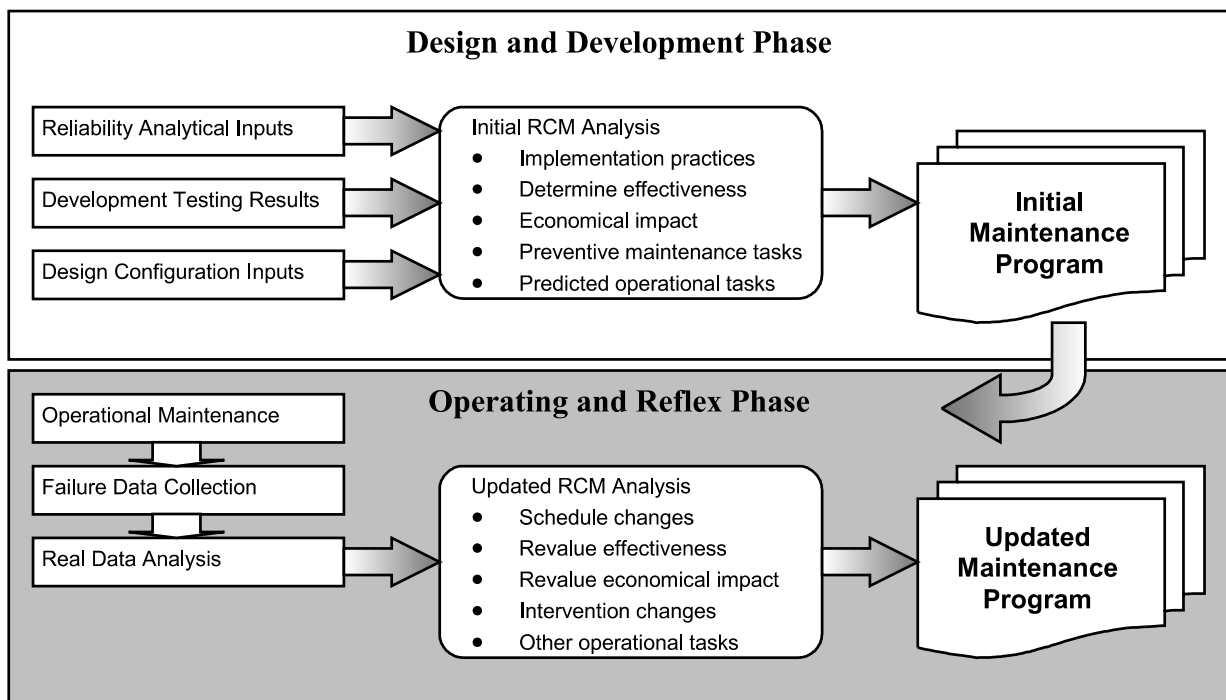 Design and Development Phase
Reliability Analytical Inputs
Development Testing Results
Design Configuration Inputs
Initial RCM Analysis
● Implementation practices
● Determine effectiveness
● Economical impact
● Preventive maintenance tasks
● Predicted operational tasks
Initial
Maintenance
Program
Operating and Reflex Phase
Operational Maintenance
Failure Data Collection
Real Data Analysis
Updated RCM Analysis
● Schedule changes
● Revalue effectiveness
● Revalue economical impact
● Intervention changes
● Other operational tasks
Updated
Maintenance
Program